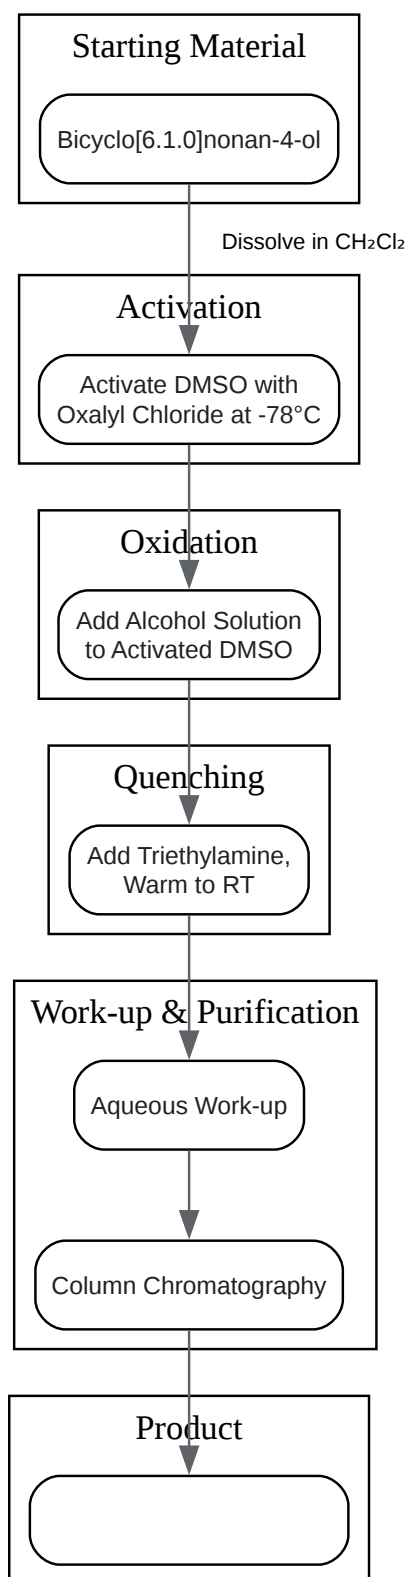 Starting Material
Bicyclo[6.1.0]nonan-4-ol
Dissolve in CH₂Cl₂
Activation
Activate DMSO with
Oxalyl Chloride at -78°C
Oxidation
Add Alcohol Solution
to Activated DMSO
Quenching
Add Triethylamine,
Warm to RT
Work-up & Purification
Aqueous Work-up
Column Chromatography
Product